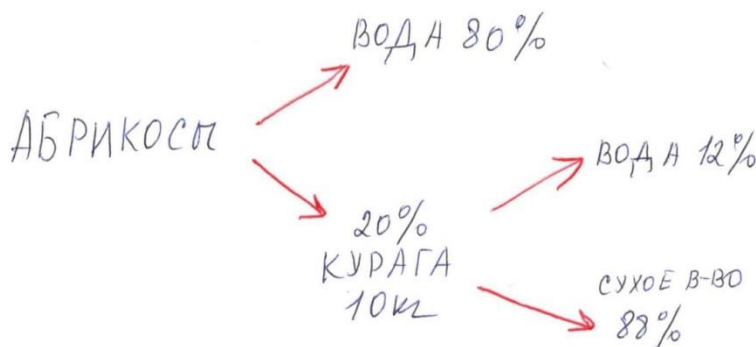 ВОДА 80%
АБРИКОСЫ
ВОДА 12%
20%
КУРАГА
10кг
СУХОЕ В-ВО
88%